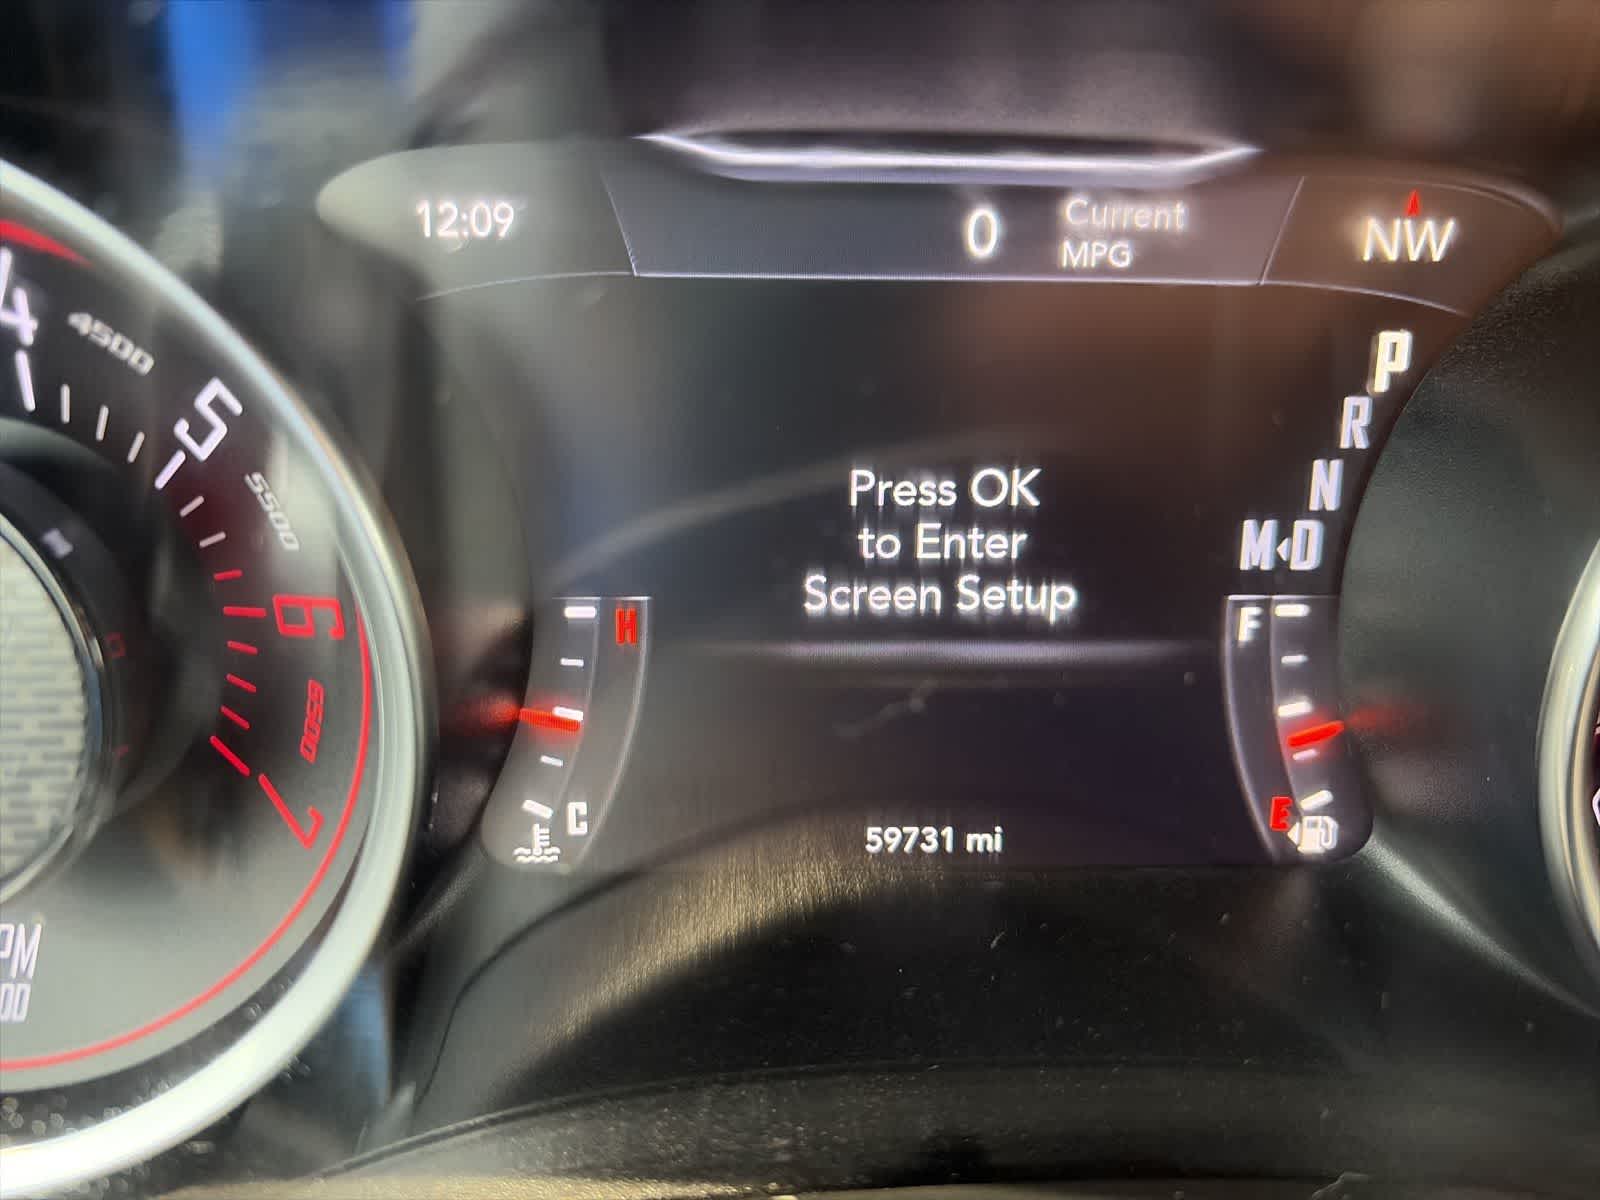 12:09
0
Current
MPG
NW
P
R
N
M D
Press OK
to Enter
Screen Setup
H
C
F
E
59731 mi
4
4500
5
5500
6
6500
7